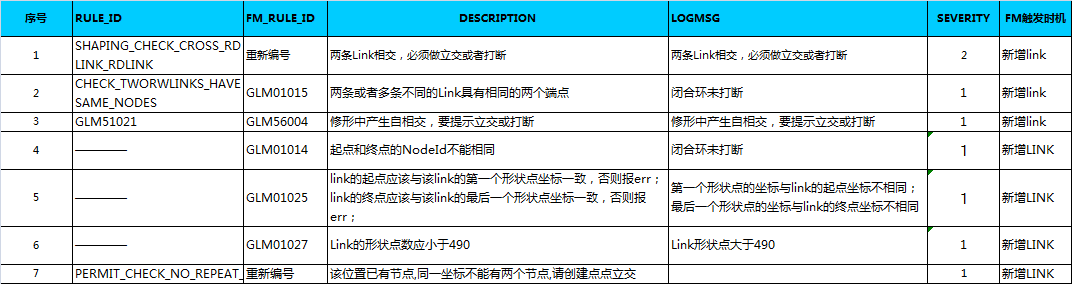 序号 RULE_ID FM_RULE_ID DESCRIPTION LOGMSG SEVERITY FM触发时机
1 SHAPING_CHECK_CROSS_RD 重新编号 两条Link相交，必须做立交或者打断 两条Link相交，必须做立交或者打断 2 新增link
LINK_RDLINK
2 CHECK_TWORWLINKS_HAVE GLM01015 两条或者多条不同的Link具有相同的两个端点 闭合环未打断 1 新增link
SAME_NODES
3 GLM51021 GLM56004 修形中产生自相交，要提示立交或打断 修形中产生自相交，要提示立交或打断 1 新增link
4 ———— GLM01014 起点和终点的NodeId不能相同 闭合环未打断 1 新增LINK
5 ———— GLM01025 link的起点应该与该link的第一个形状点坐标一致，否则报err； 第一个形状点的坐标与link的起点坐标不相同； 1 新增LINK
link的终点应该与该link的最后一个形状点坐标一致，否则报 最后一个形状点的坐标与link的终点坐标不相同
err；
6 ———— GLM01027 Link的形状点数应小于490 Link形状点大于490 1 新增LINK
7 PERMIT_CHECK_NO_REPEAT_ 重新编号 该位置已有节点,同一坐标不能有两个节点,请创建点点立交 1 新增LINK